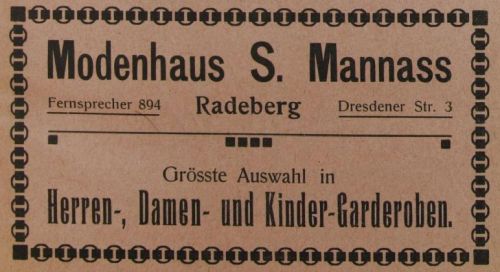 Modenhaus S. Mannass
Fernsprecher 894 Radeberg Dresdener Str. 3
Grösste Auswahl in
Herren-, Damen- und Kinder-Garderoben.